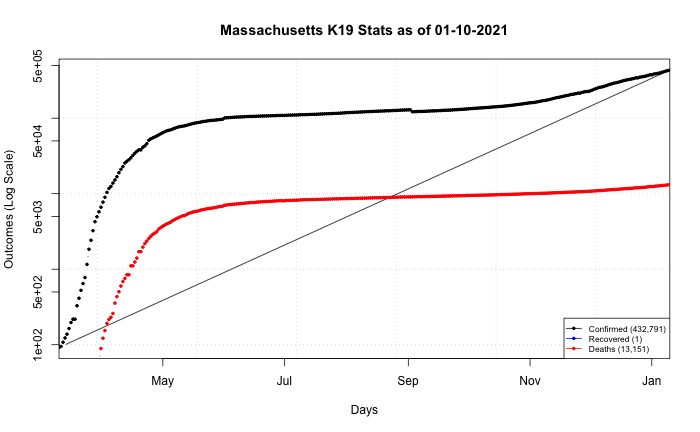 Massachusetts K19 Stats as of 01-10-2021
Outcomes (Log Scale)
5e+05
5e+04
5e+03
5e+02
1e+02
Confirmed (432,791)
Recovered (1)
Deaths (13,151)
May Jul Sep Nov Jan
Days